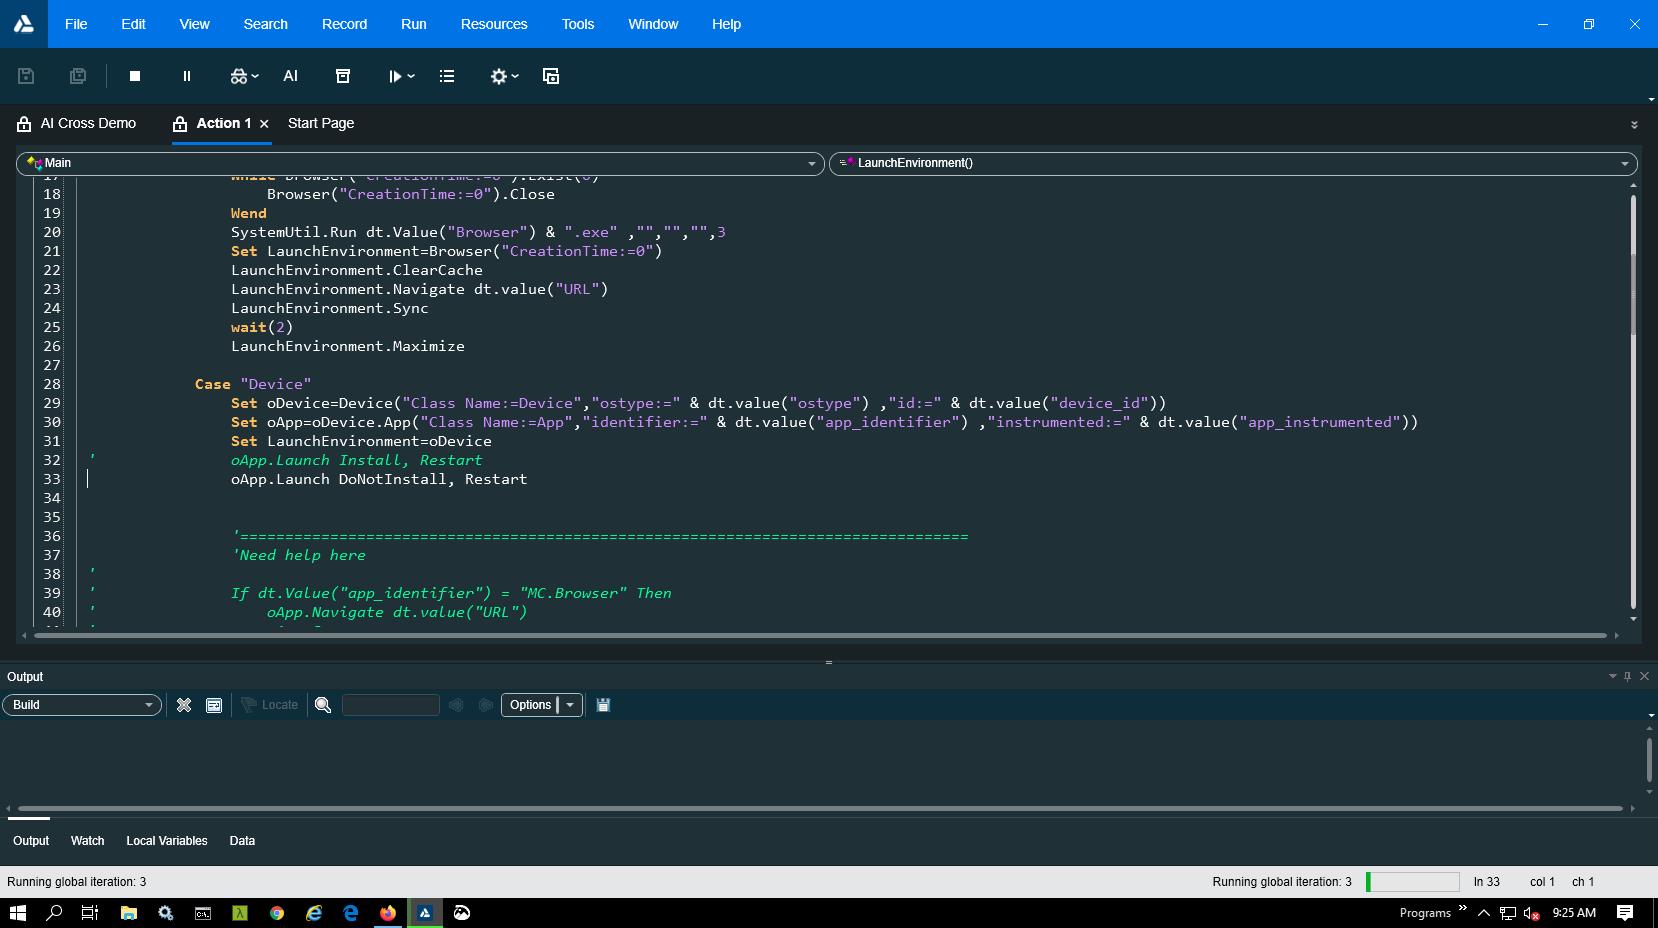 File Edit View Search Record Run Resources Tools Window Help
AI
AI Cross Demo Action 1 Start Page
Main LaunchEnvironment()
17 While Browser("CreationTime:=0").Exist(0)
18 Browser("CreationTime:=0").Close
19 Wend
20 SystemUtil.Run dt.Value("Browser") & ".exe" ,"","","",3
21 Set LaunchEnvironment=Browser("CreationTime:=0")
22 LaunchEnvironment.ClearCache
23 LaunchEnvironment.Navigate dt.value("URL")
24 LaunchEnvironment.Sync
25 wait(2)
26 LaunchEnvironment.Maximize
27
28 Case "Device"
29 Set oDevice=Device("Class Name:=Device","ostype:=" & dt.value("ostype") ,"id:=" & dt.value("device_id"))
30 Set oApp=oDevice.App("Class Name:=App","identifier:=" & dt.value("app_identifier") ,"instrumented:=" & dt.value("app_instrumented"))
31 Set LaunchEnvironment=oDevice
32 ' oApp.Launch Install, Restart
33 oApp.Launch DoNotInstall, Restart
34
35
36 '=================================================================================
37 'Need help here
38 '
39 ' If dt.Value("app_identifier") = "MC.Browser" Then
40 ' oApp.Navigate dt.value("URL")
Output
Build Locate Options
Output Watch Local Variables Data
Running global iteration: 3 Running global iteration: 3 ln 33 col 1 ch 1
Programs 9:25 AM